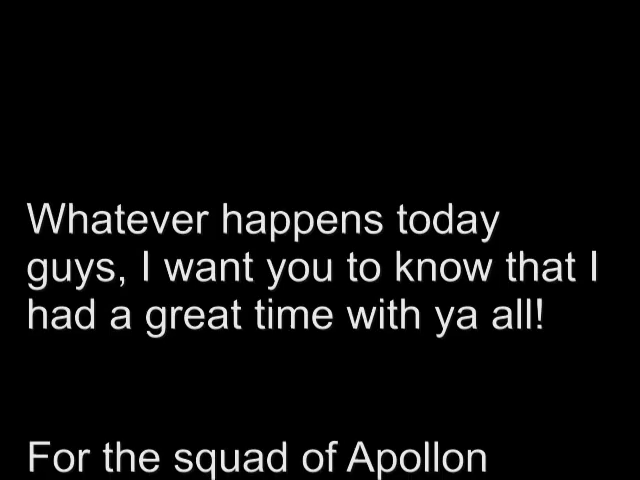 Whatever happens today
guys, I want you to know that I
had a great time with ya all!
For the squad of Apollon